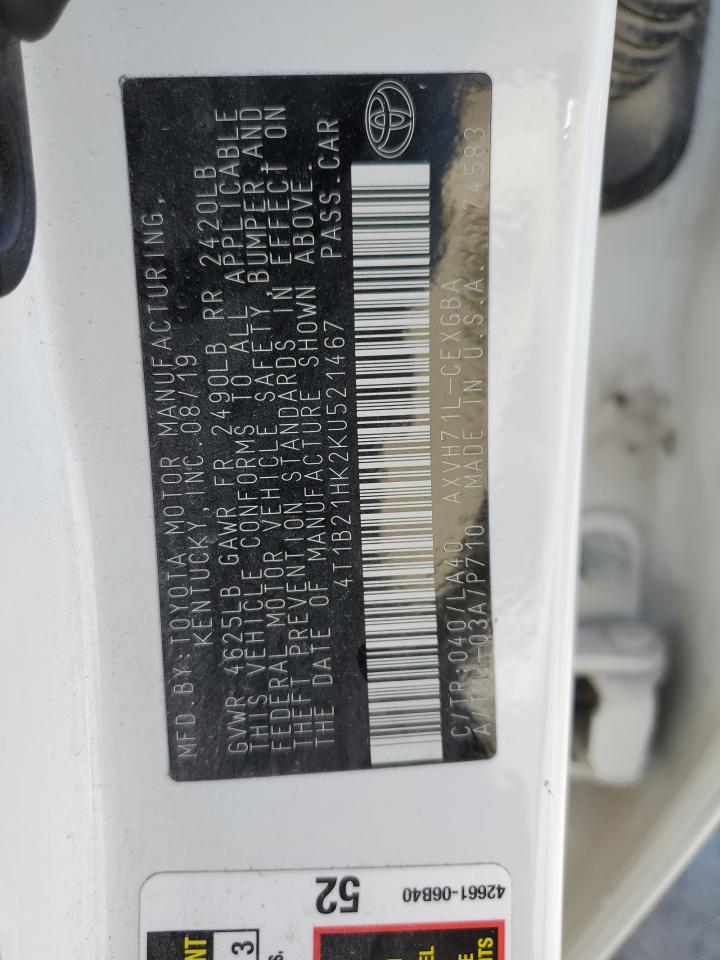 MFD.BY:TOYOTA MOTOR MANUFACTURING,
KENTUCKY, INC. 08/19
GVWR 4625LB GAWR FR 2490LB RR 2420LB
THIS VEHICLE CONFORMS TO ALL APPLICABLE
FEDERAL MOTOR VEHICLE SAFETY, BUMPER, AND
THEFT PREVENTION STANDARDS IN EFFECT ON
THE DATE OF MANUFACTURE SHOWN ABOVE.
4T1B21HK2KU521467 PASS.CAR
C/TR: 040/LA40 AXVH71L-CEXGBA
A/TM: -03A/P710 MADE IN U.S.A. 74583
52
42661-06B40
3